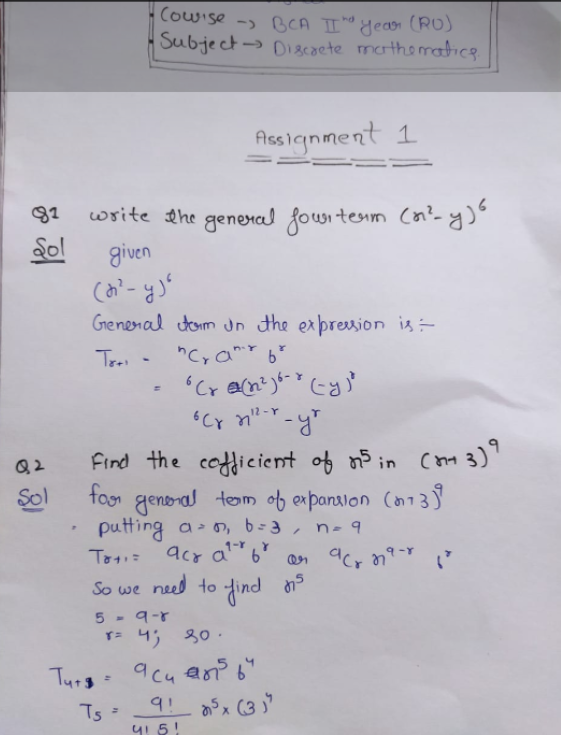 Cowise -> BCA IInd year (RU)
Subject -> Discrete mathematics
Assignment 1
Q1 write the general four term (x²- y)⁶
Sol given
(x² - y)⁶
General term in the expression is :-
Tr+1 = ⁿCr aⁿ⁻ʳ bʳ
= ⁶Cr (x²)⁶⁻ʳ (-y)ʳ
⁶Cr x¹²⁻ʳ - yʳ
Q2 Find the cofficient of x⁵ in (x+3)⁹
Sol foor general term of expansion (x+3)⁹
putting a = x, b = 3, n = 9
Tr+1 = 9cr a⁹⁻ʳ bʳ or ⁹Cr x⁹⁻ʳ bʳ
So we need to find x⁵
5 = 9-r
r = 4; so.
T4+1 = 9C4 x⁵ b⁴
T5 = 9! / 4! 5! x⁵ x (3)⁴